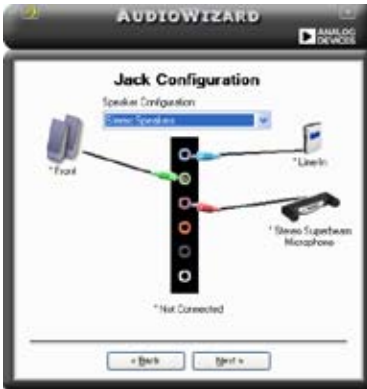 AUDIOWIZARD
ANALOG
DEVICES
Jack Configuration
Speaker Configuration
Stereo Speakers
* Front
* Line In
* Stereo Superbeam
Microphone
* Not Connected
< Back
Next >